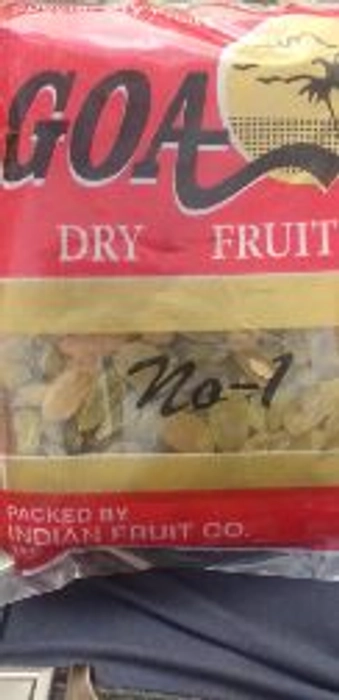 GOA
DRY FRUIT
No-1
PACKED BY
INDIAN FRUIT CO.